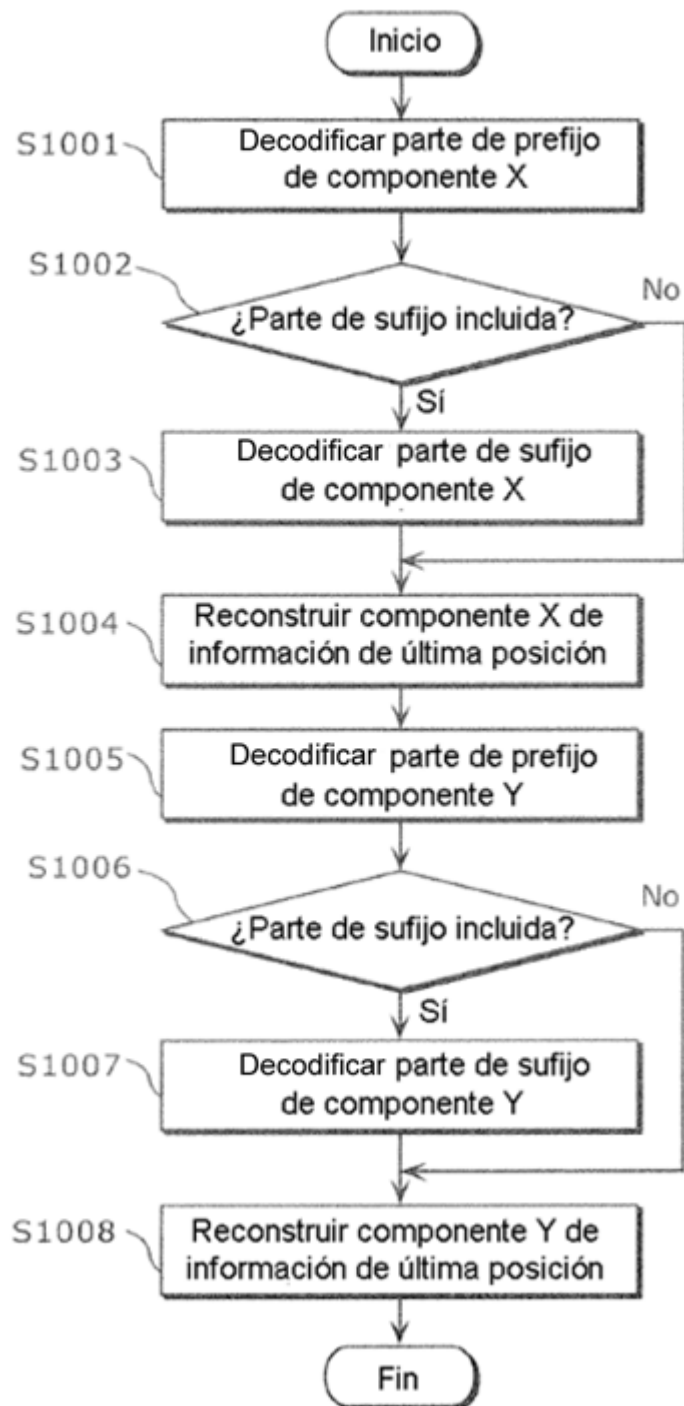 Inicio
S1001
Decodificar parte de prefijo
de componente X
S1002
¿Parte de sufijo incluida?
No
Sí
S1003
Decodificar parte de sufijo
de componente X
S1004
Reconstruir componente X de
información de última posición
S1005
Decodificar parte de prefijo
de componente Y
S1006
¿Parte de sufijo incluida?
No
Sí
S1007
Decodificar parte de sufijo
de componente Y
S1008
Reconstruir componente Y de
información de última posición
Fin